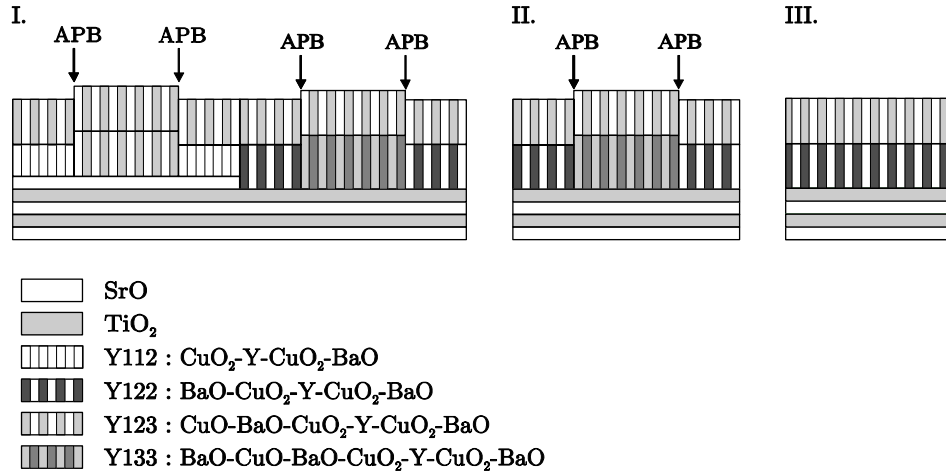 I.
II.
III.
APB APB APB APB APB APB
SrO
TiO₂
Y112 : CuO₂-Y-CuO₂-BaO
Y122 : BaO-CuO₂-Y-CuO₂-BaO
Y123 : CuO-BaO-CuO₂-Y-CuO₂-BaO
Y133 : BaO-CuO-BaO-CuO₂-Y-CuO₂-BaO